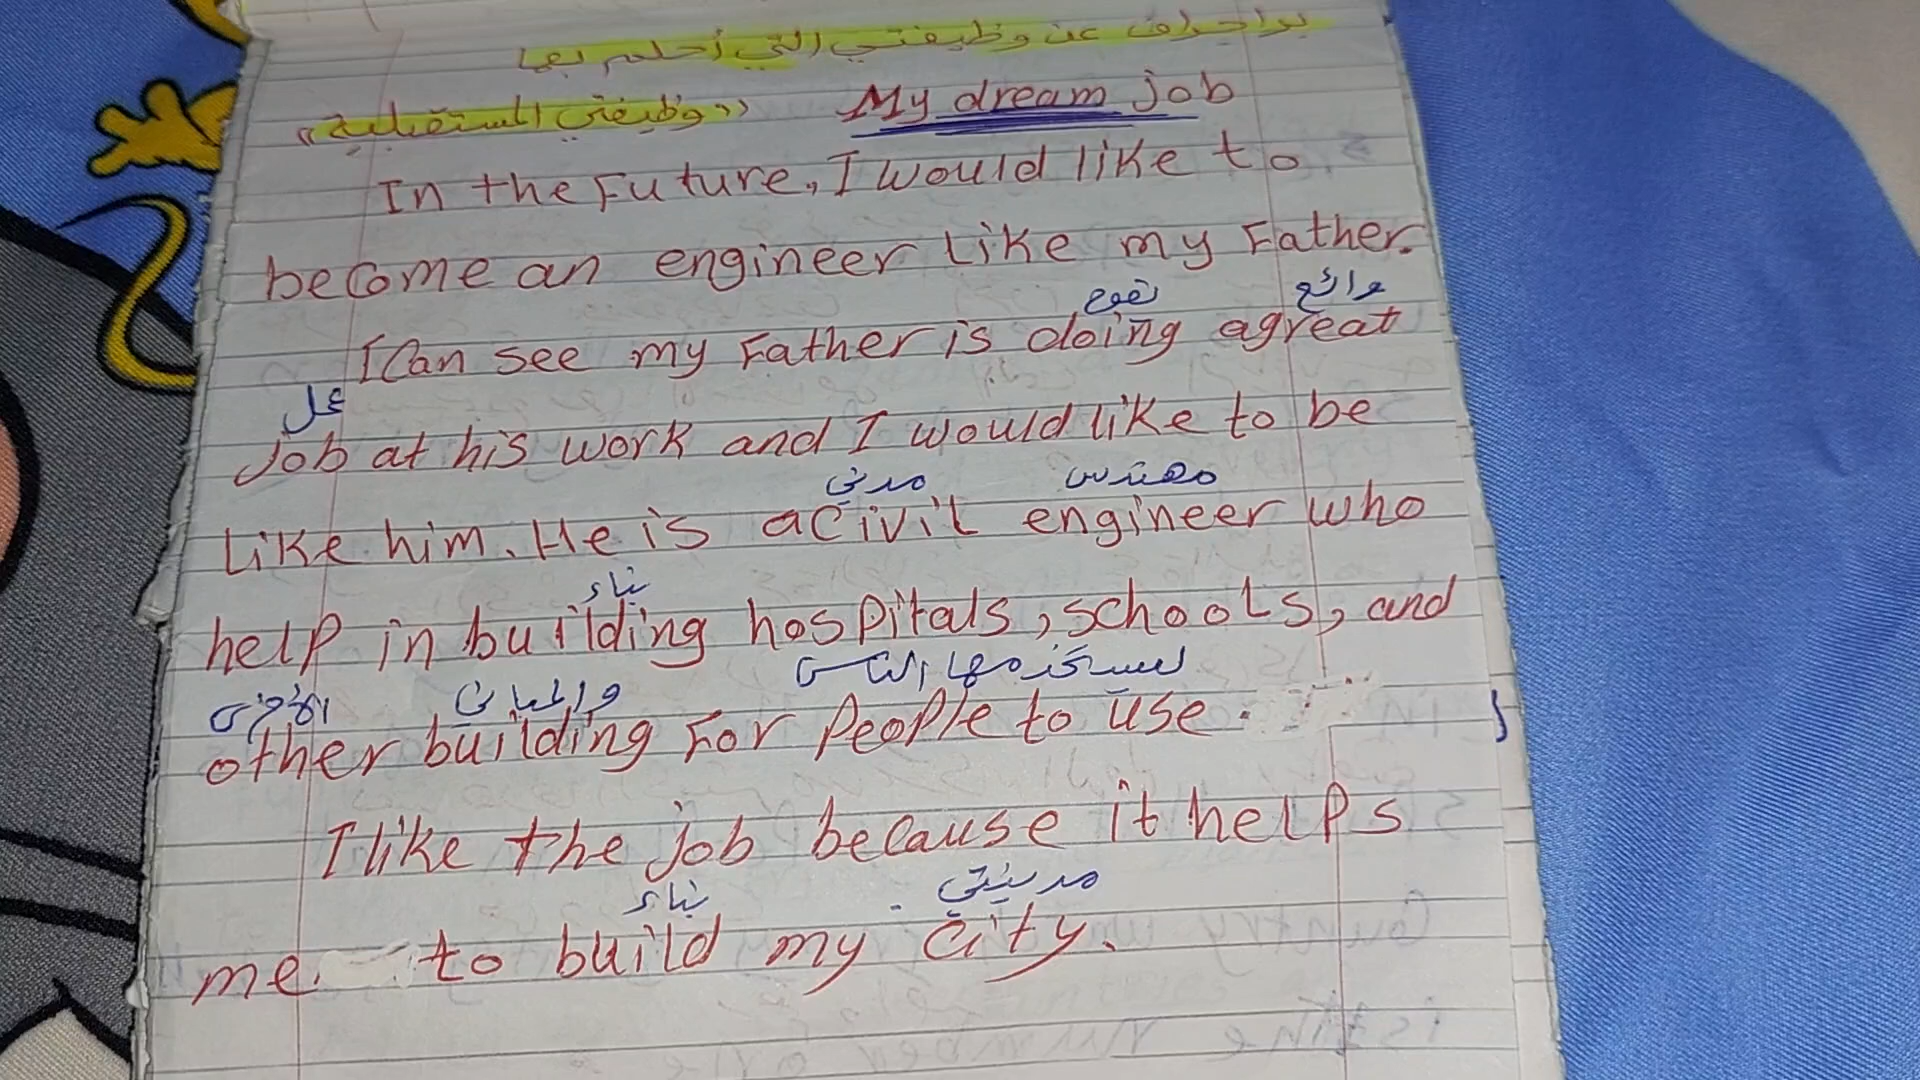 براجراف عن وظيفتي التي أحلم بها
My dream job «وظيفتي المستقبلية»
In the Future, I would like to
become an engineer like my Father.
تقوح رائع
I can see my Father is doing a great
عمل
Job at his work and I would like to be
مدني مهندس
like him. He is a civil engineer who
بناء
help in building hospitals, schools, and
الأخرى والمباني ليستخدمها الناس
other building For people to use.
I like the job because it helps
بناء مدينتي
me to build my city.